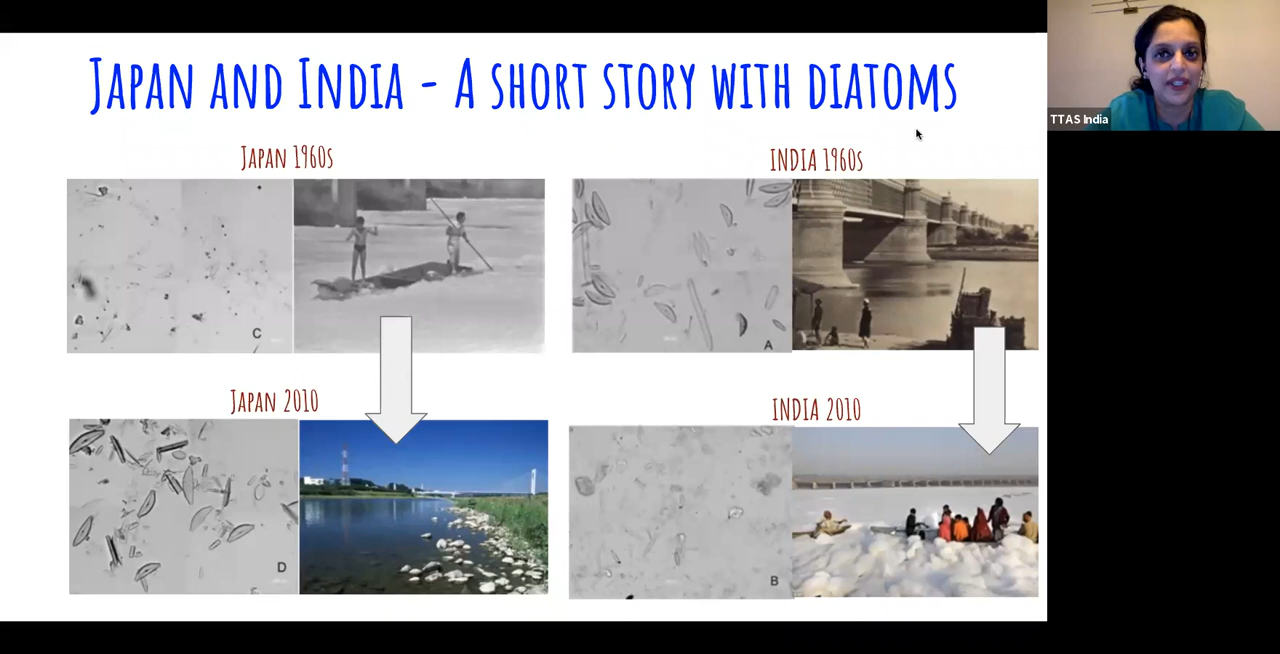 Japan and India - A short story with diatoms
TTAS India
Japan 1960s
INDIA 1960s
C
A
Japan 2010
INDIA 2010
D
B